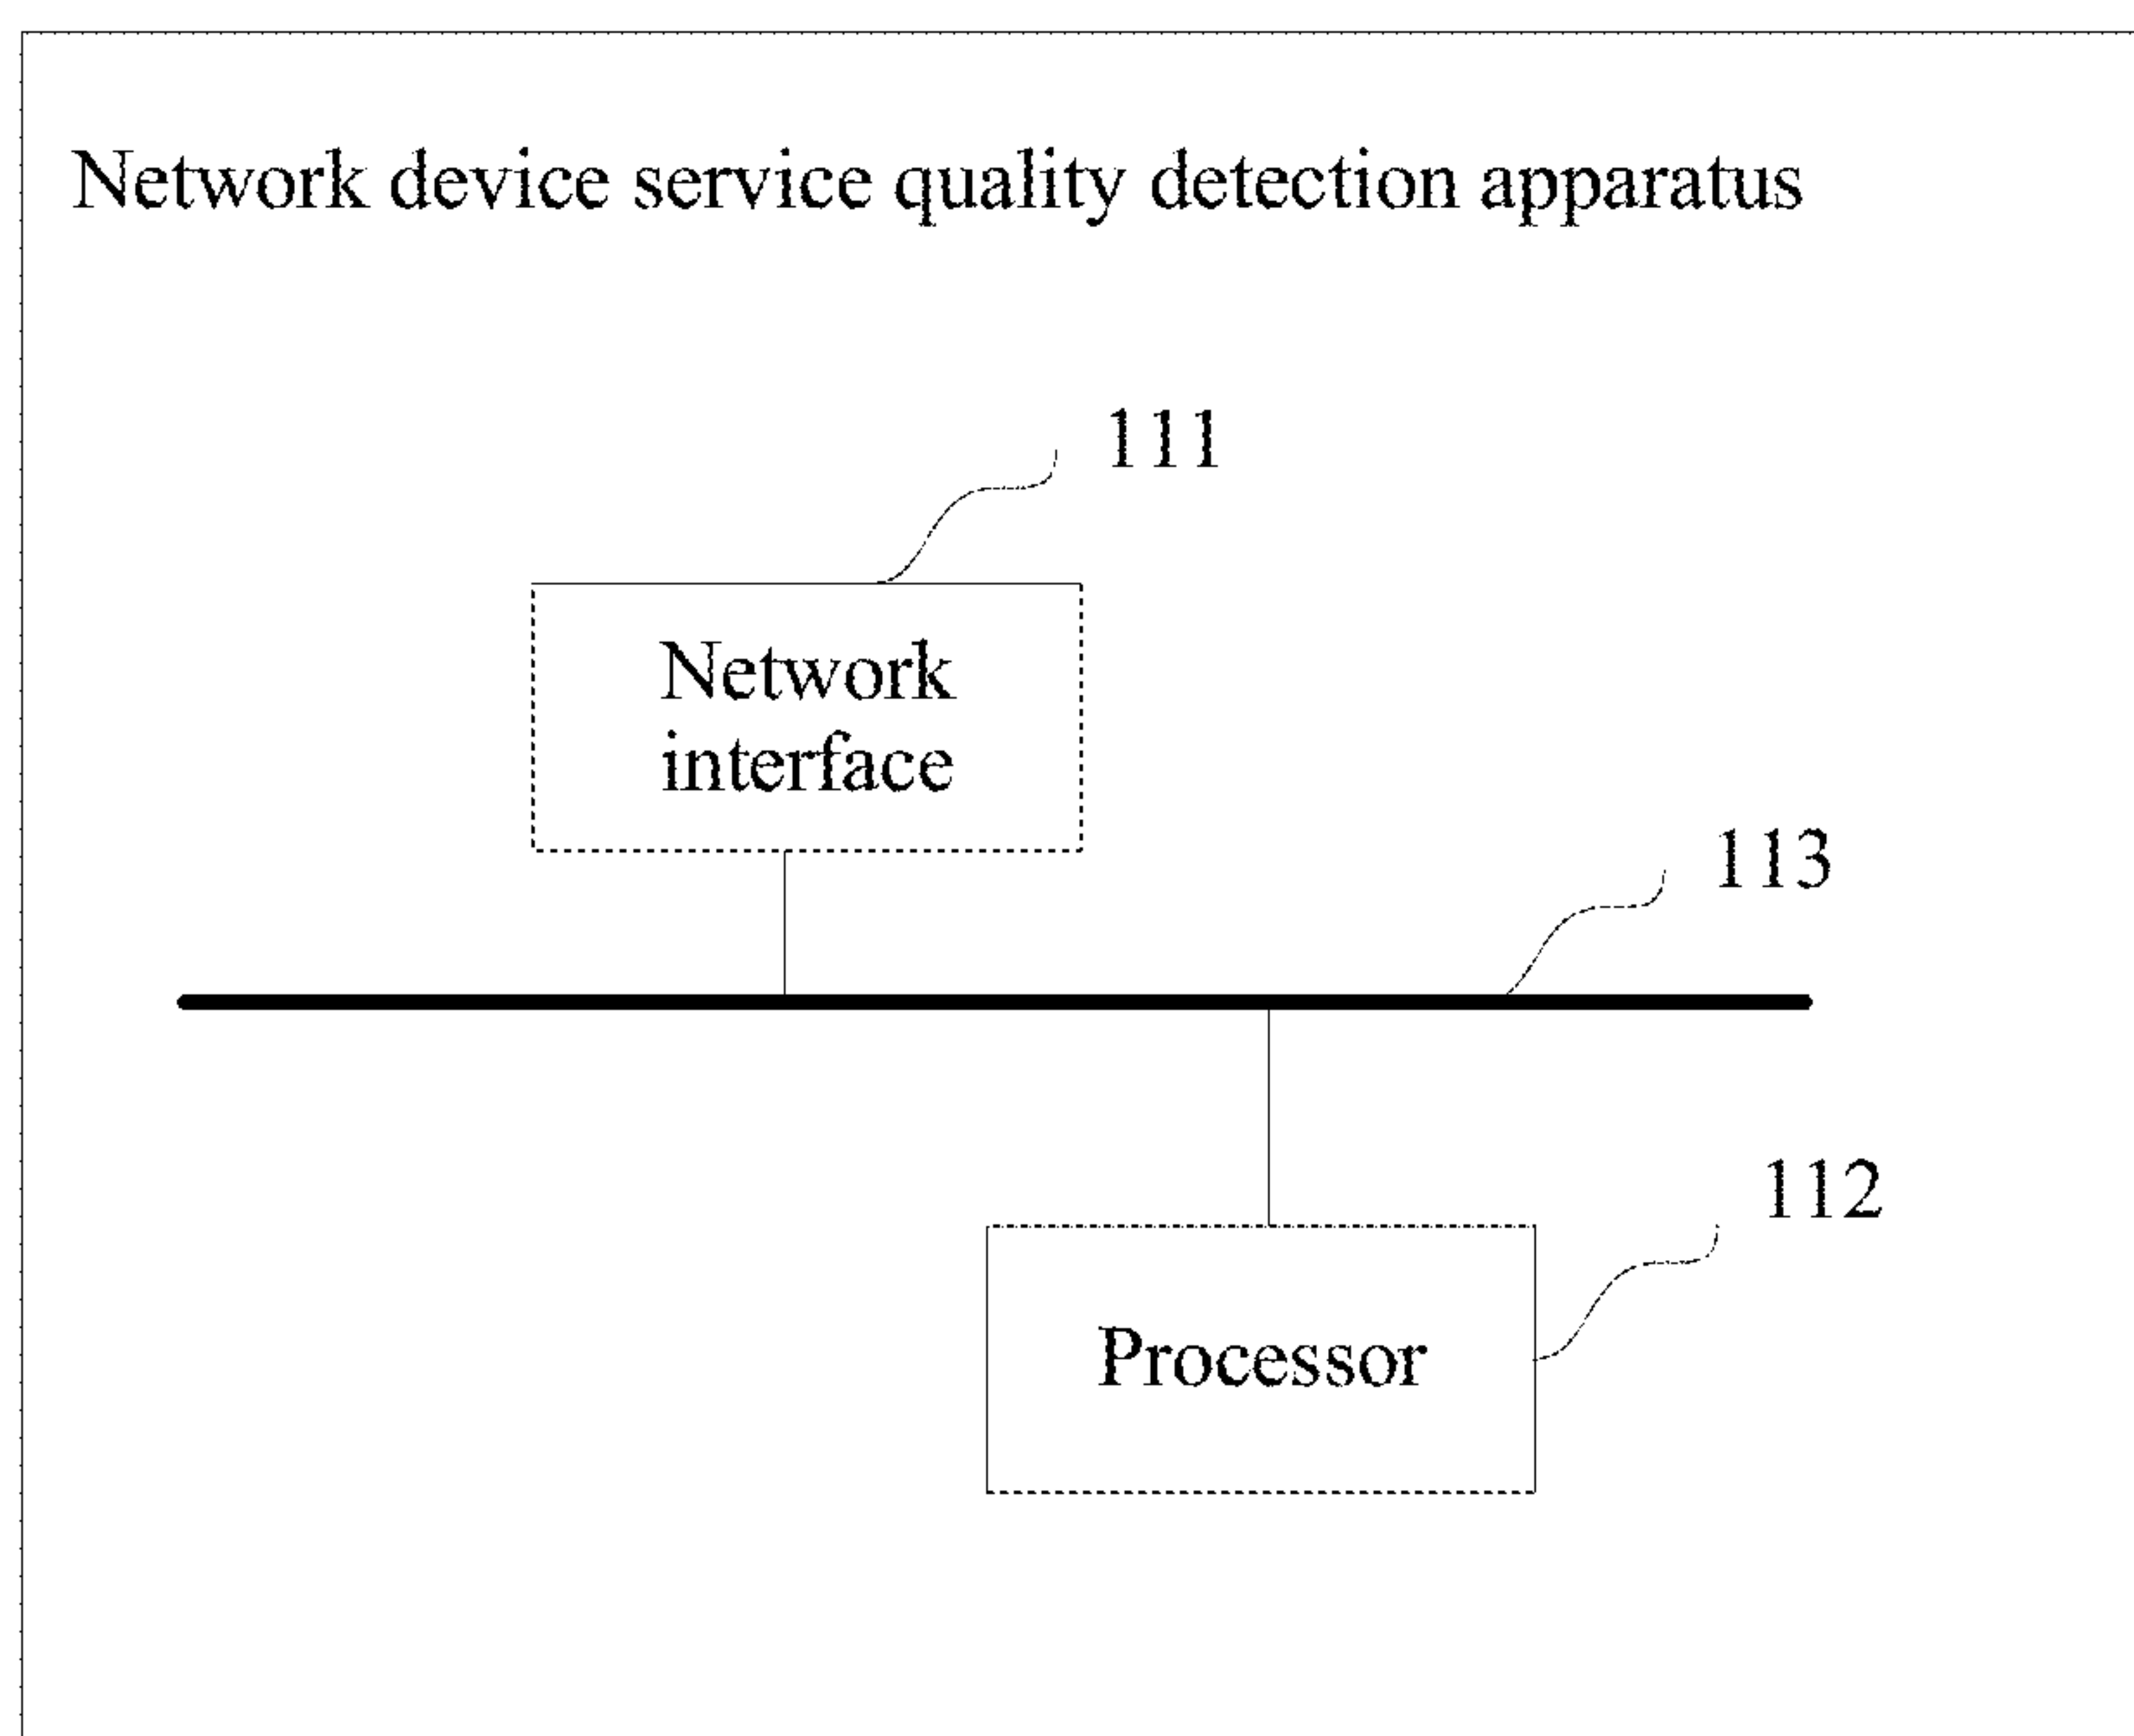 Network device service quality detection apparatus
111
Network
interface
113
112
Processor